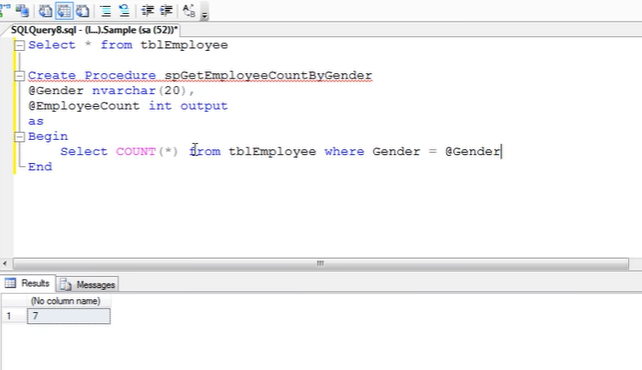 SQLQuery8.sql - (l...).Sample (sa (52))*
Select * from tblEmployee
Create Procedure spGetEmployeeCountByGender
@Gender nvarchar(20),
@EmployeeCount int output
as
Begin
Select COUNT(*) from tblEmployee where Gender = @Gender
End
Results Messages
(No column name)
1 7